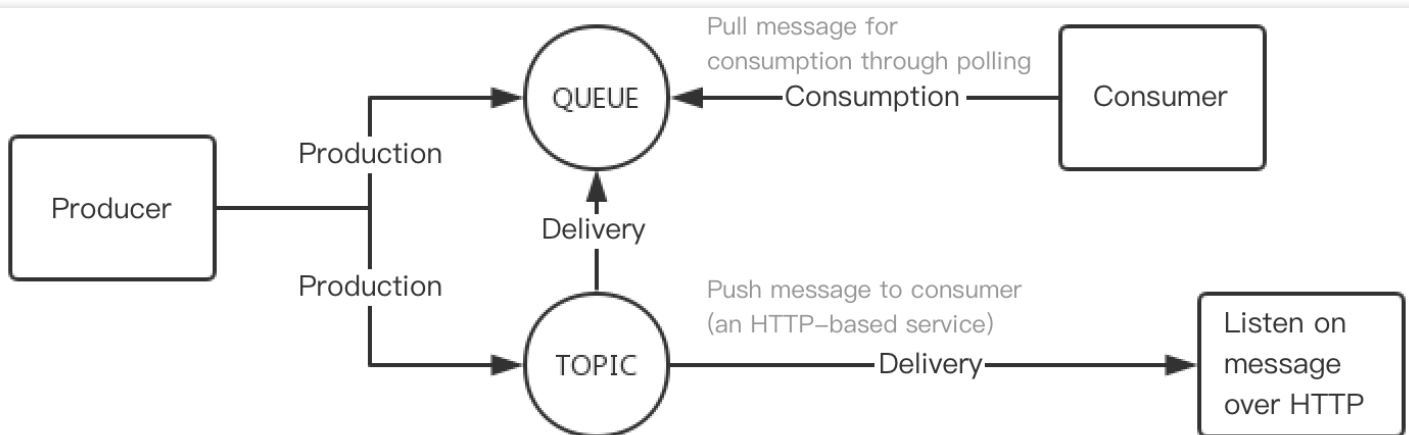 Pull message for
consumption through polling
QUEUE
Consumption
Consumer
Production
Producer
Delivery
Production
Push message to consumer
(an HTTP-based service)
TOPIC
Delivery
Listen on
message
over HTTP